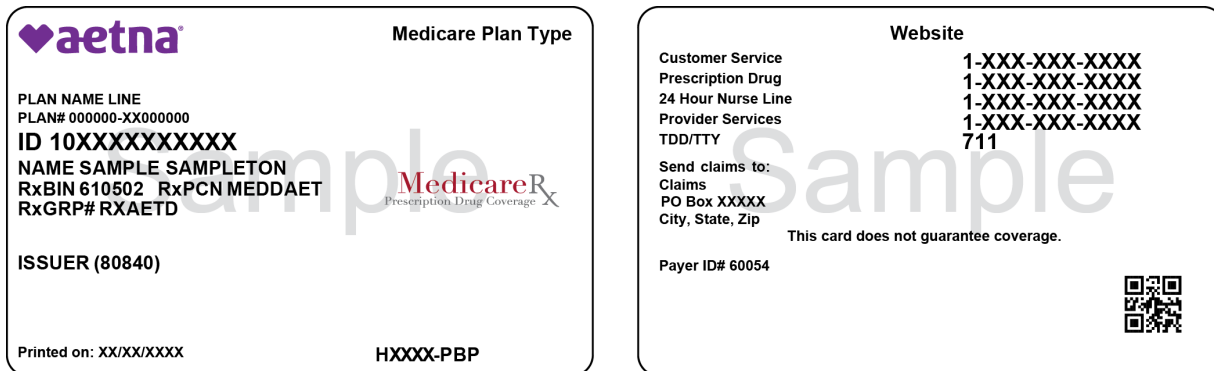 aetna®
Medicare Plan Type
PLAN NAME LINE
PLAN# 000000-XX000000
ID 10XXXXXXXXXX
NAME SAMPLE SAMPLETON
RxBIN 610502 RxPCN MEDDAET
RxGRP# RXAETD
MedicareRx
Prescription Drug Coverage
ISSUER (80840)
Printed on: XX/XX/XXXX
HXXXX-PBP
Sample
Website
Customer Service 1-XXX-XXX-XXXX
Prescription Drug 1-XXX-XXX-XXXX
24 Hour Nurse Line 1-XXX-XXX-XXXX
Provider Services 1-XXX-XXX-XXXX
TDD/TTY 711
Send claims to:
Claims
PO Box XXXXX
City, State, Zip
This card does not guarantee coverage.
Payer ID# 60054
Sample